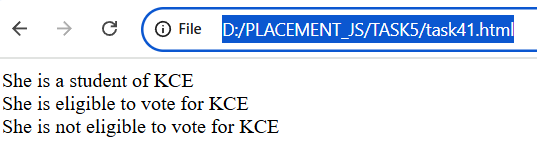 File D:/PLACEMENT_JS/TASK5/task41.html
She is a student of KCE
She is eligible to vote for KCE
She is not eligible to vote for KCE